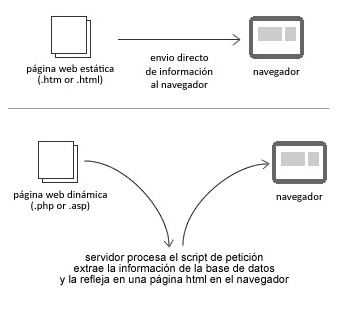 página web estática
(.htm or .html)
envio directo
de información
al navegador
navegador
página web dinámica
(.php or .asp)
navegador
servidor procesa el script de petición
extrae la información de la base de datos
y la refleja en una página html en el navegador